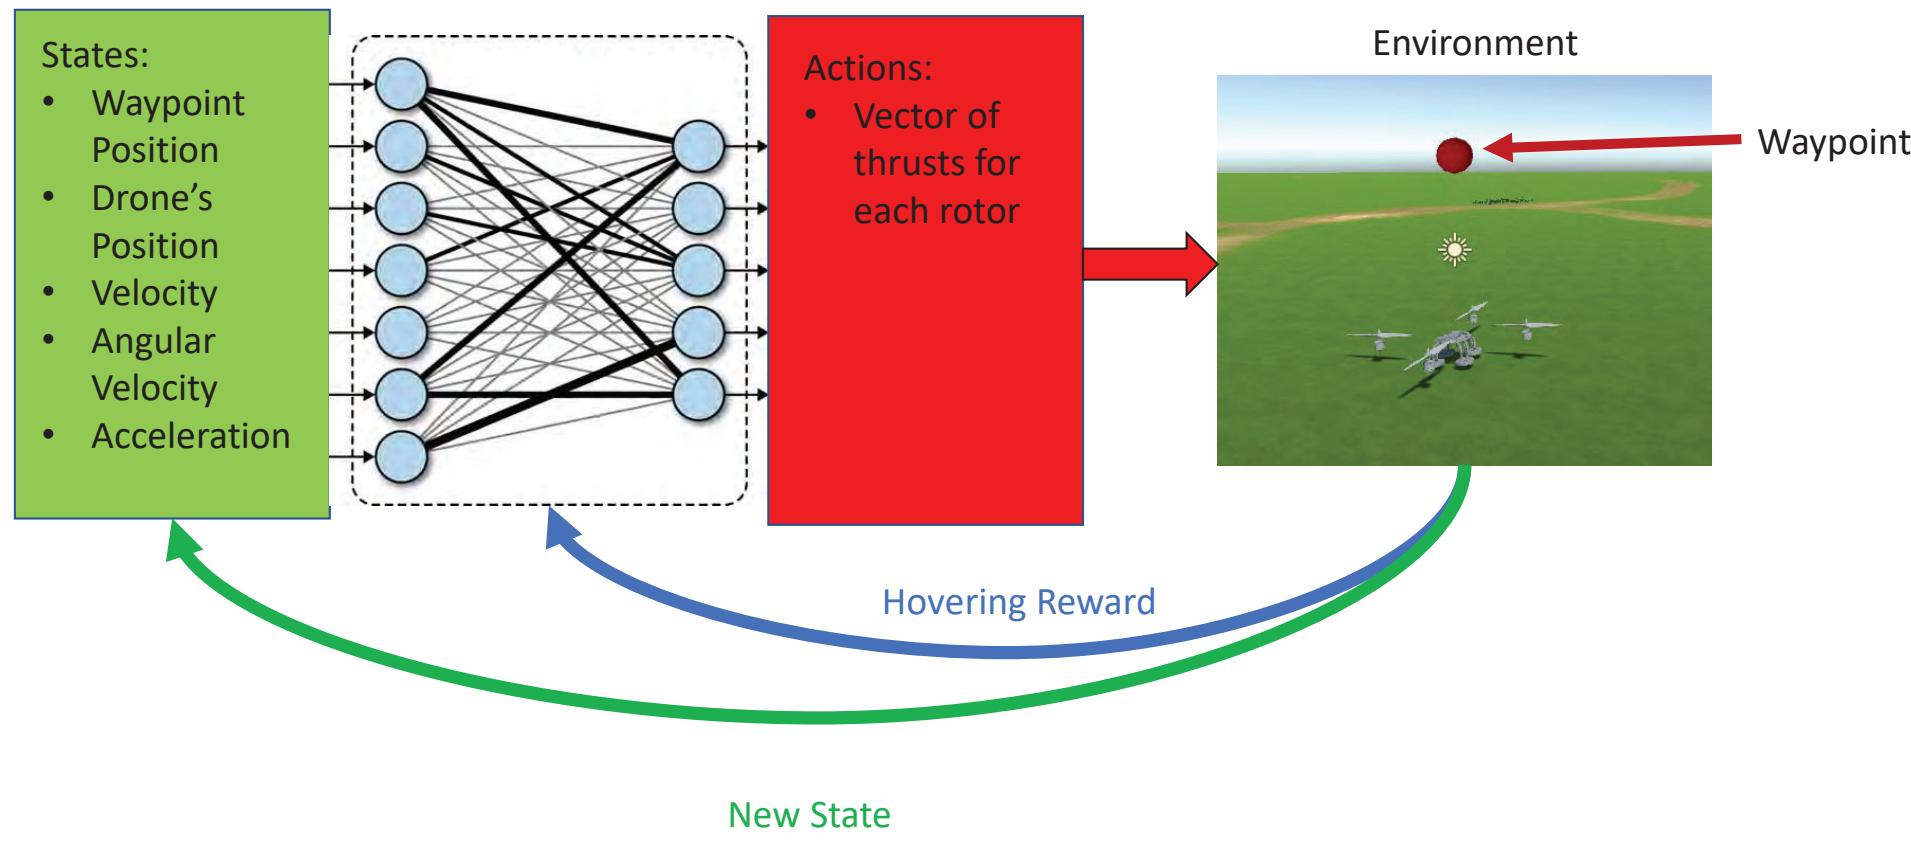 States:
• Waypoint
Position
• Drone’s
Position
• Velocity
• Angular
Velocity
• Acceleration
Actions:
• Vector of
thrusts for
each rotor
Environment
Waypoint
Hovering Reward
New State